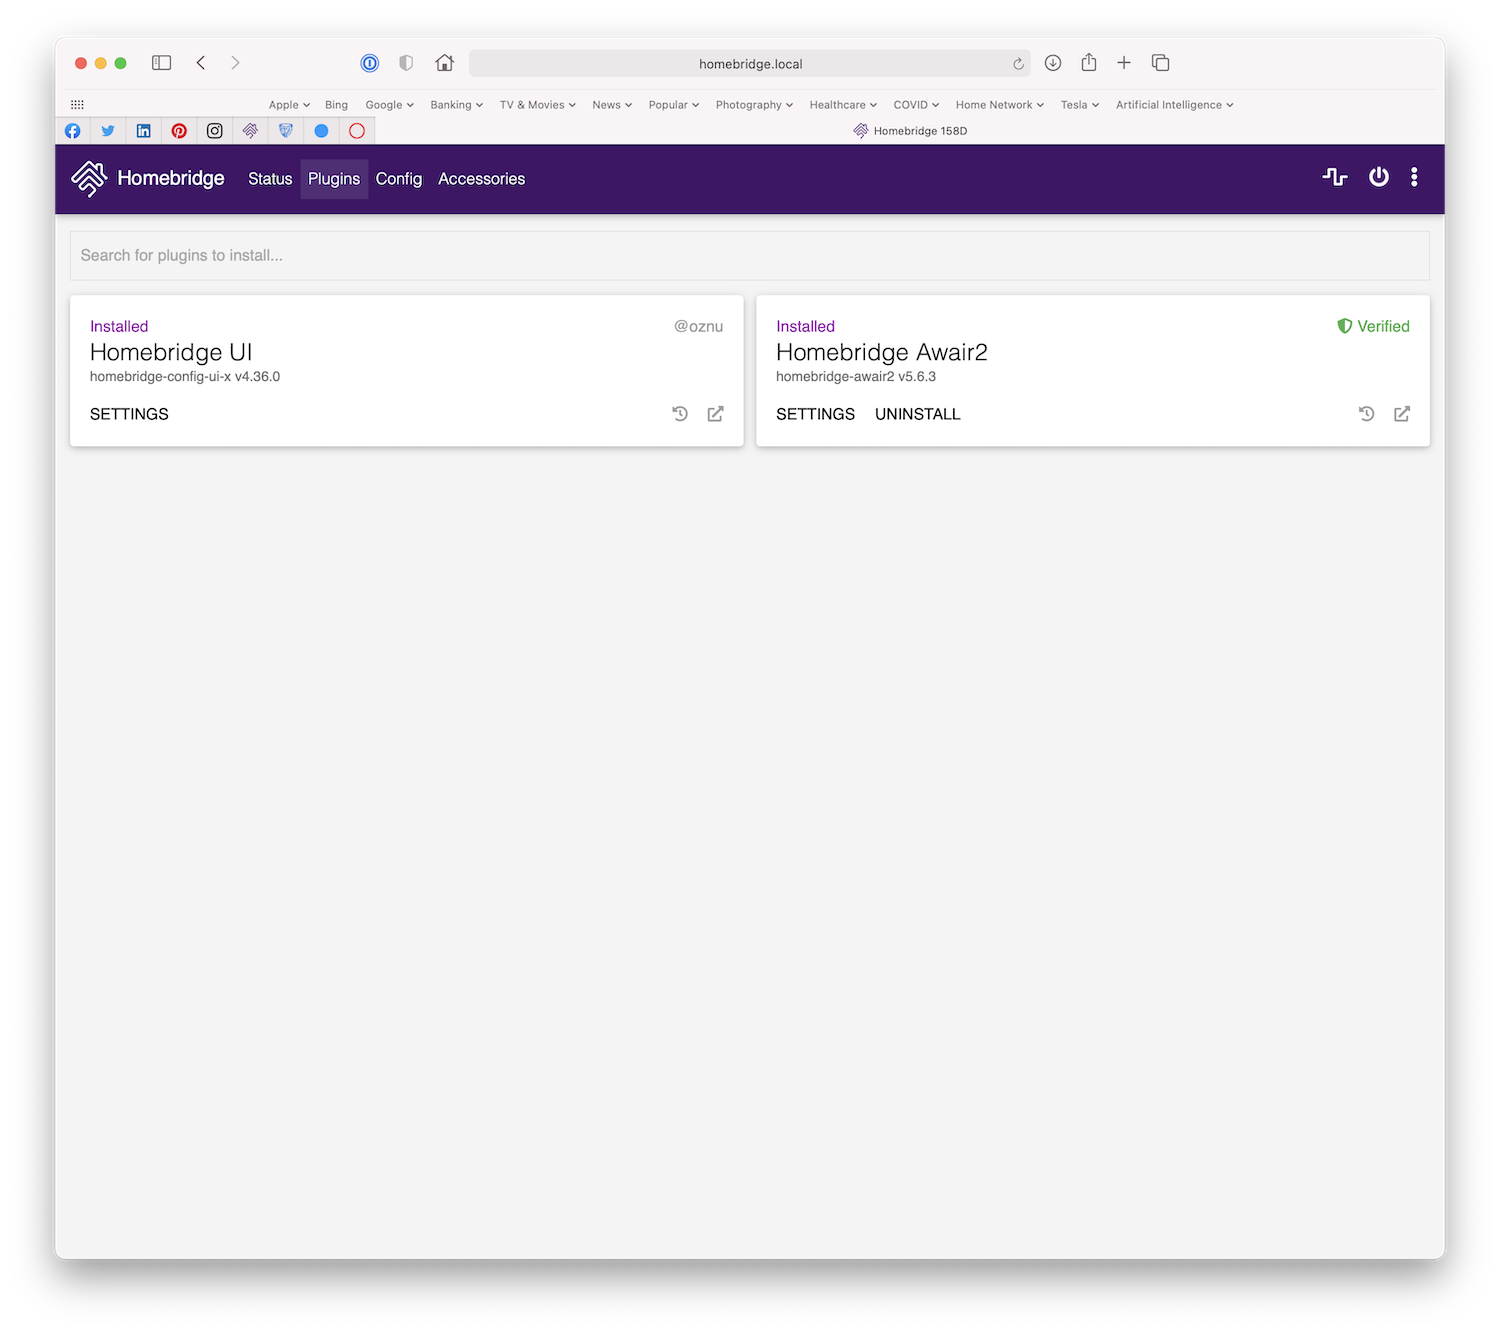 homebridge.local
Apple Bing Google Banking TV & Movies News Popular Photography Healthcare COVID Home Network Tesla Artificial Intelligence
Homebridge 158D
Homebridge Status Plugins Config Accessories
Search for plugins to install...
Installed @oznu
Homebridge UI
homebridge-config-ui-x v4.36.0
SETTINGS
Installed Verified
Homebridge Awair2
homebridge-awair2 v5.6.3
SETTINGS UNINSTALL